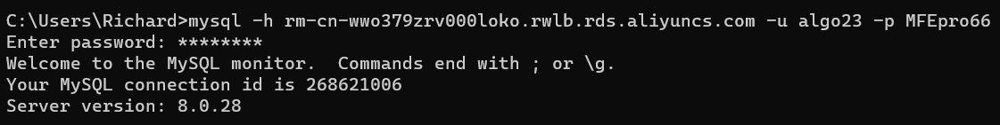 C:\Users\Richard>mysql -h rm-cn-wwo379zrv000loko.rwlb.rds.aliyuncs.com -u algo23 -p MFEpro66
Enter password: ********
Welcome to the MySQL monitor.  Commands end with ; or \g.
Your MySQL connection id is 268621006
Server version: 8.0.28